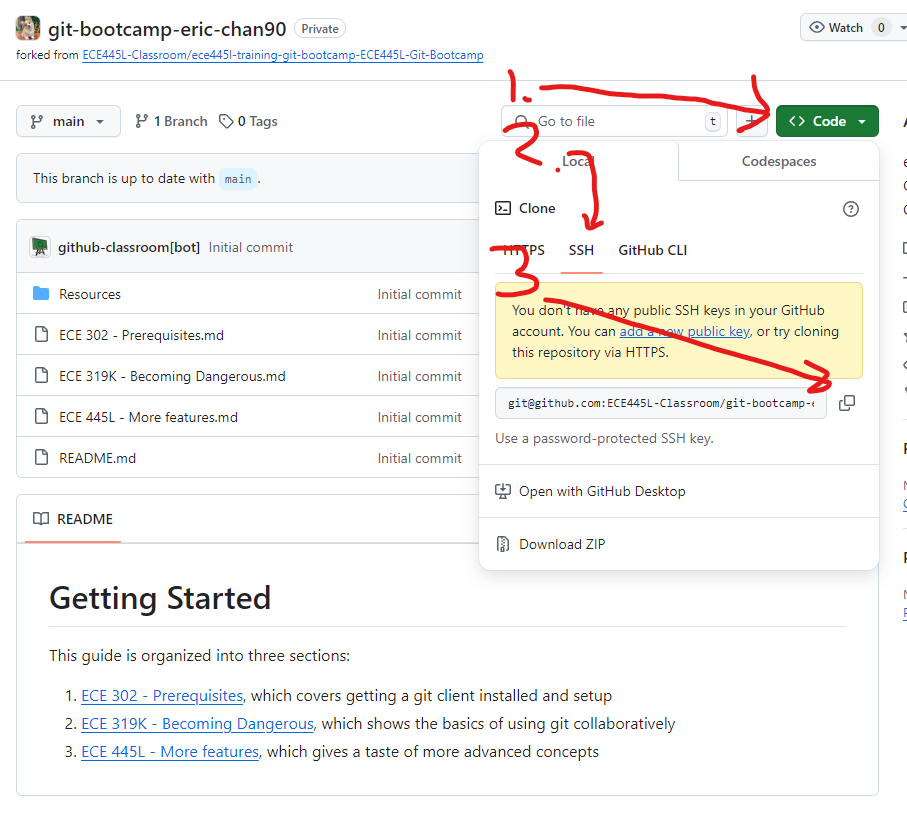 git-bootcamp-eric-chan90 Private
Watch 0
forked from ECE445L-Classroom/ece445l-training-git-bootcamp-ECE445L-Git-Bootcamp
1.
main 1 Branch 0 Tags
Go to file t
Code
2.
Local Codespaces
This branch is up to date with main .
Clone
HTTPS SSH GitHub CLI
github-classroom[bot] Initial commit
3
You don't have any public SSH keys in your GitHub
account. You can add a new public key, or try cloning
this repository via HTTPS.
Resources Initial commit
ECE 302 - Prerequisites.md Initial commit
ECE 319K - Becoming Dangerous.md Initial commit
git@github.com:ECE445L-Classroom/git-bootcamp-e
ECE 445L - More features.md Initial commit
Use a password-protected SSH key.
README.md Initial commit
Open with GitHub Desktop
Download ZIP
README
Getting Started
This guide is organized into three sections:
1. ECE 302 - Prerequisites, which covers getting a git client installed and setup
2. ECE 319K - Becoming Dangerous, which shows the basics of using git collaboratively
3. ECE 445L - More features, which gives a taste of more advanced concepts